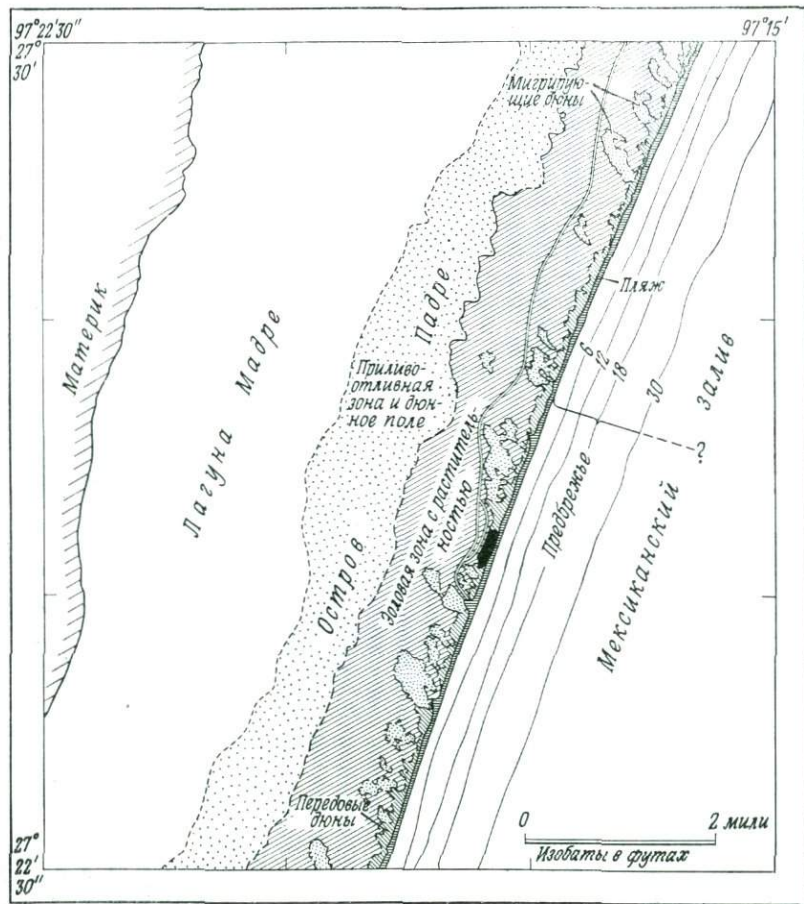 97°22'30"
97°15'
27°
30'
Мигрирую-
щие дюны
Пляж
Материк
Лагуна Мадре
Остров Падре
Приливо-
отливная
зона и дюн-
ное поле
Эоловая зона с раститель
ностью
6
12
18
30
?
Предбрежье
Мексиканский Залив
Передовые
дюны
0 2 мили
Изобаты в футах
27°
22'
30"